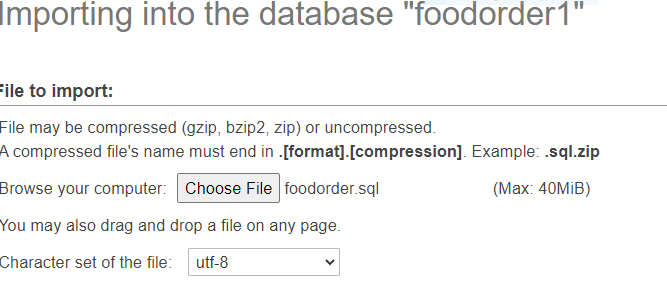 Importing into the database "foodorder1"
File to import:
File may be compressed (gzip, bzip2, zip) or uncompressed.
A compressed file's name must end in .[format].[compression]. Example: .sql.zip
Browse your computer: Choose File foodorder.sql (Max: 40MiB)
You may also drag and drop a file on any page.
Character set of the file: utf-8